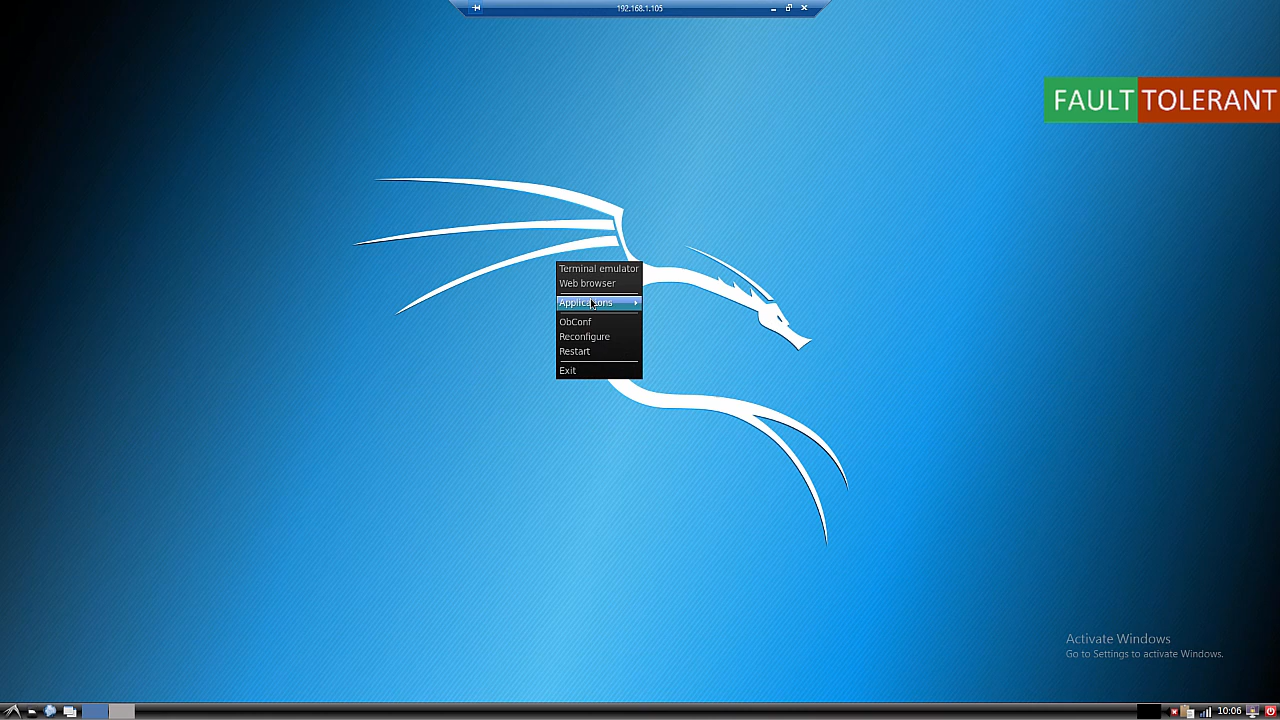 192.168.1.105
FAULT TOLERANT
Terminal emulator
Web browser
Applications
ObConf
Reconfigure
Restart
Exit
Activate Windows
Go to Settings to activate Windows.
10:06